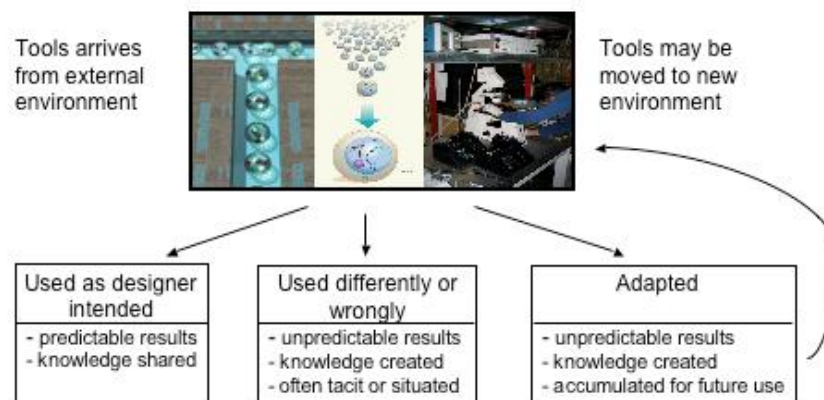 Tools arrives
from external
environment
Tools may be
moved to new
environment
Used as designer
intended
- predictable results
- knowledge shared
Used differently or
wrongly
- unpredictable results
- knowledge created
- often tacit or situated
Adapted
- unpredictable results
- knowledge created
- accumulated for future use